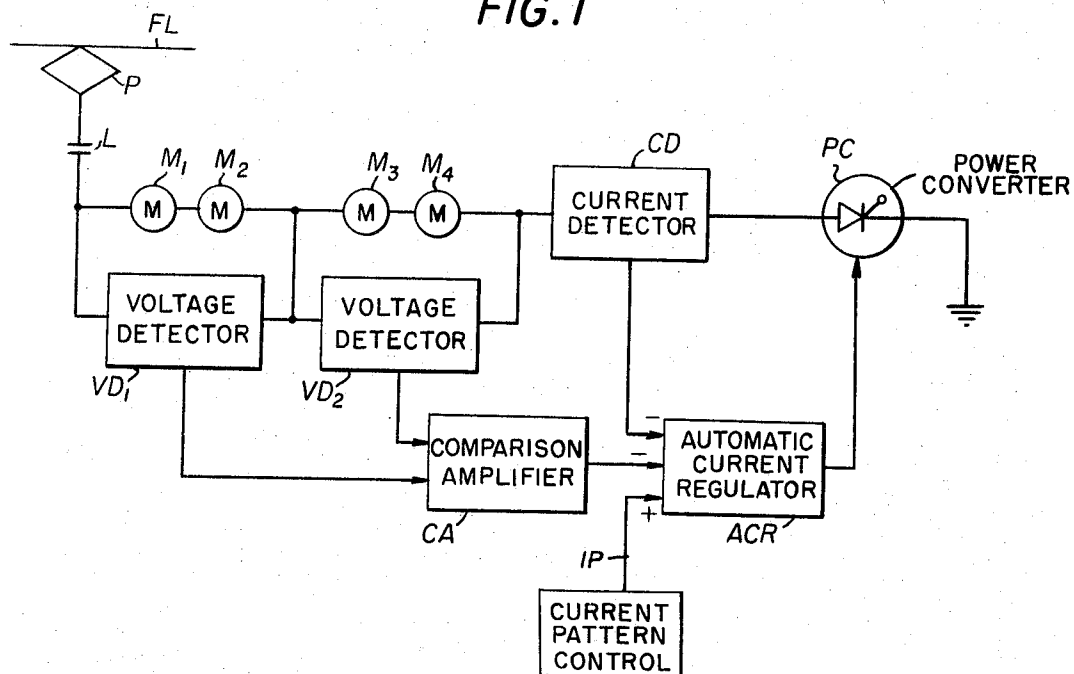 FIG. 1
FL
P
L
M1
M2
M
M
M3
M4
M
M
CD
CURRENT
DETECTOR
PC
POWER
CONVERTER
VOLTAGE
DETECTOR
VD1
VOLTAGE
DETECTOR
VD2
COMPARISON
AMPLIFIER
CA
−
−
+
AUTOMATIC
CURRENT
REGULATOR
ACR
IP
CURRENT
PATTERN
CONTROL